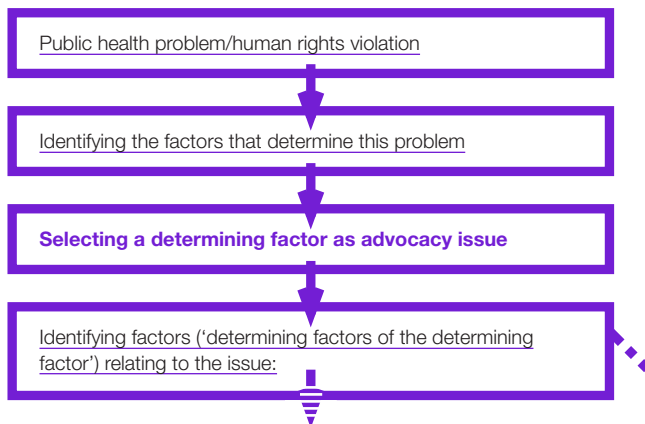 Public health problem/human rights violation
Identifying the factors that determine this problem
Selecting a determining factor as advocacy issue
Identifying factors (‘determining factors of the determining
factor’) relating to the issue: